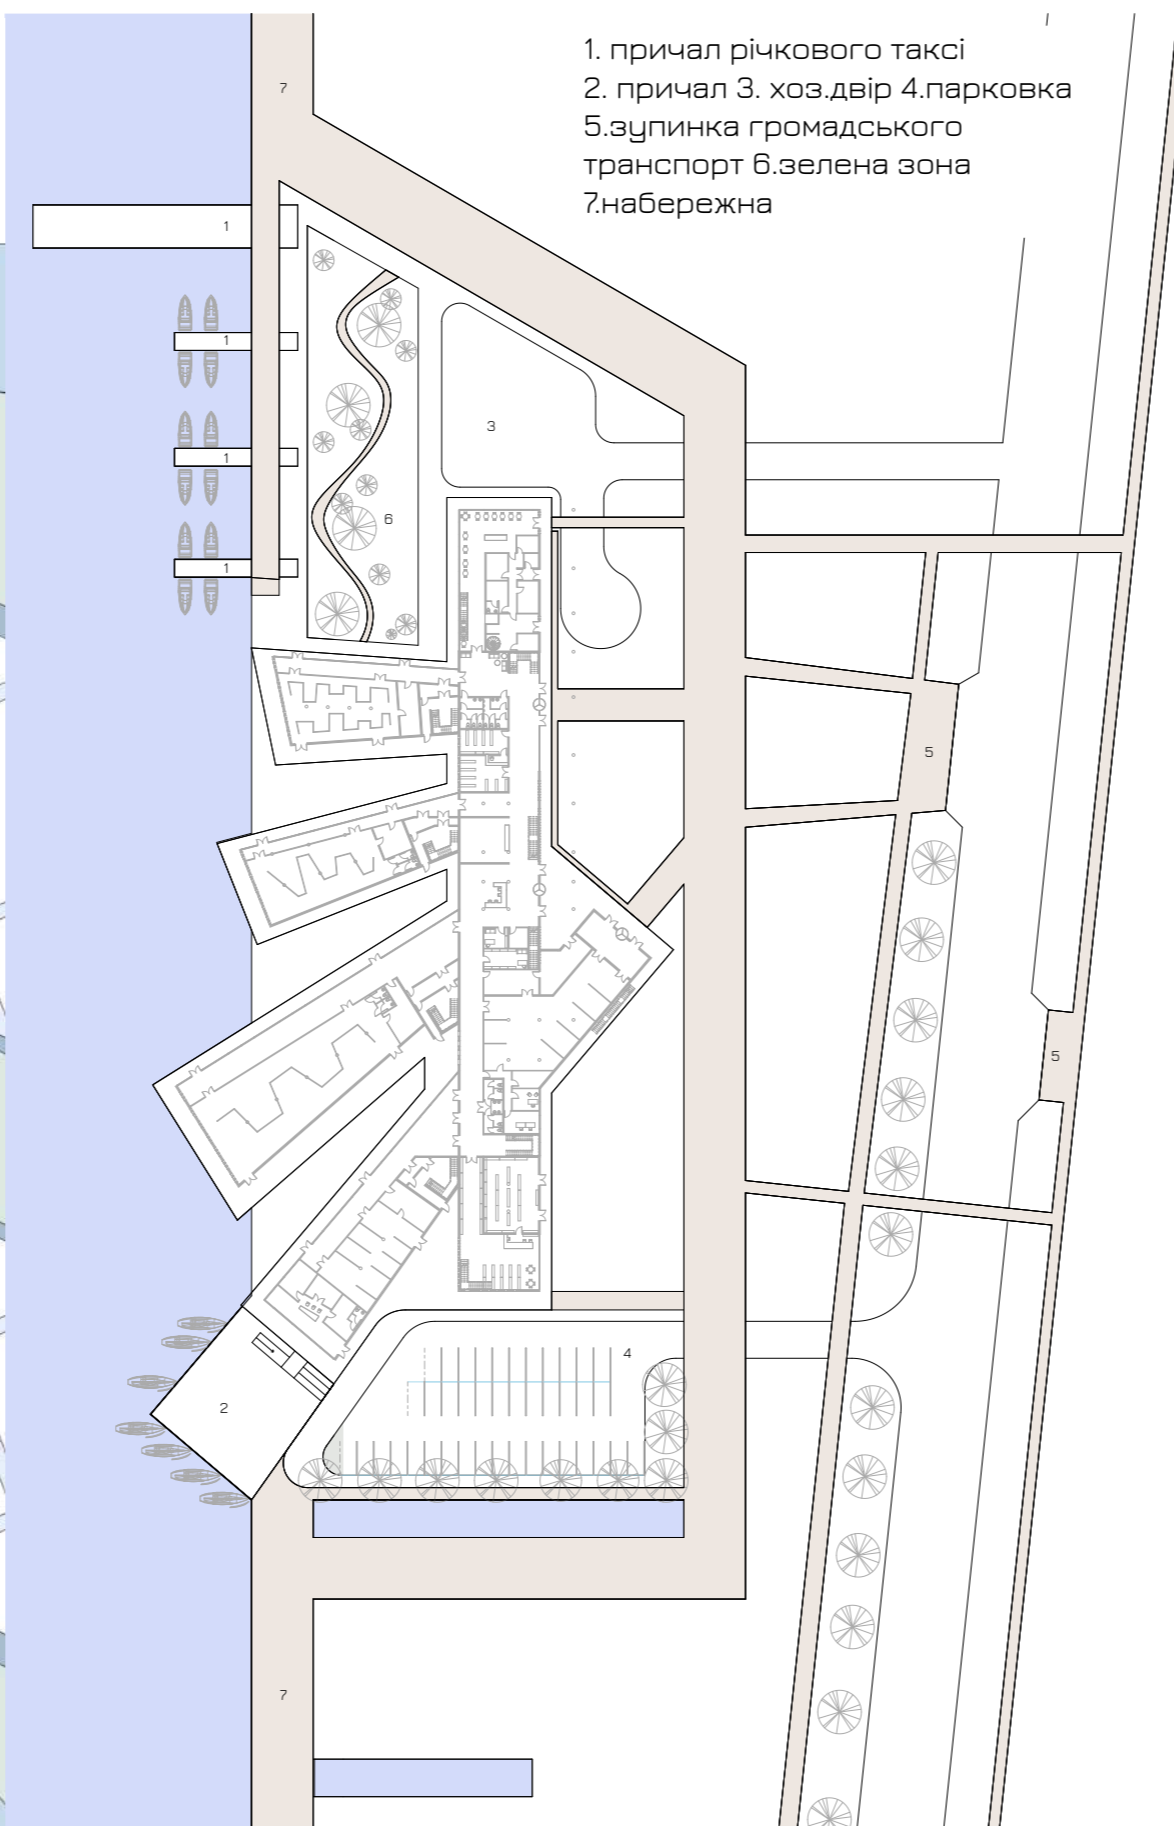 1. причал річкового таксі
2. причал 3. хоз.двір 4.парковка
5.зупинка громадського
транспорт 6.зелена зона
7.набережна
7
1
1
3
1
6
1
5
5
4
2
7